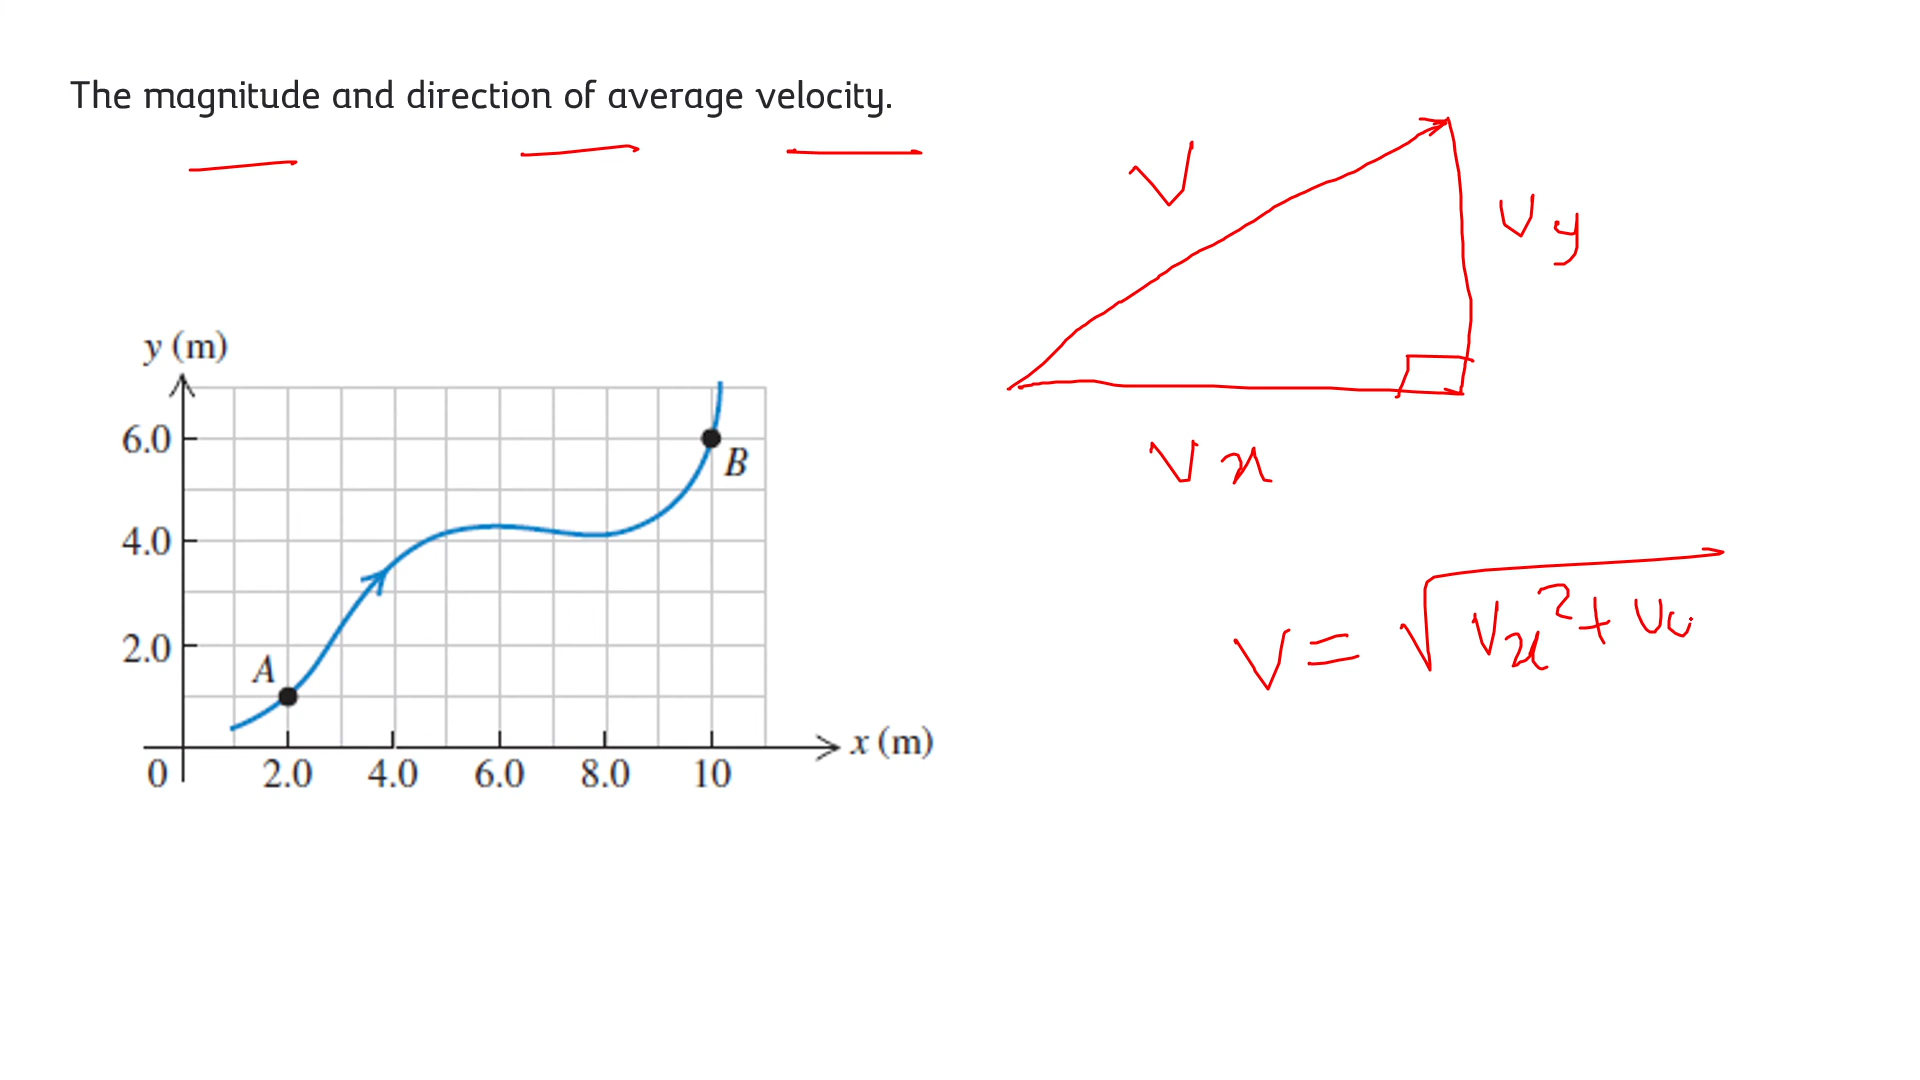 The magnitude and direction of average velocity.
V
Vy
Vx
y (m)
6.0
B
4.0
2.0
A
x (m)
0 2.0 4.0 6.0 8.0 10
V = √Vx² +